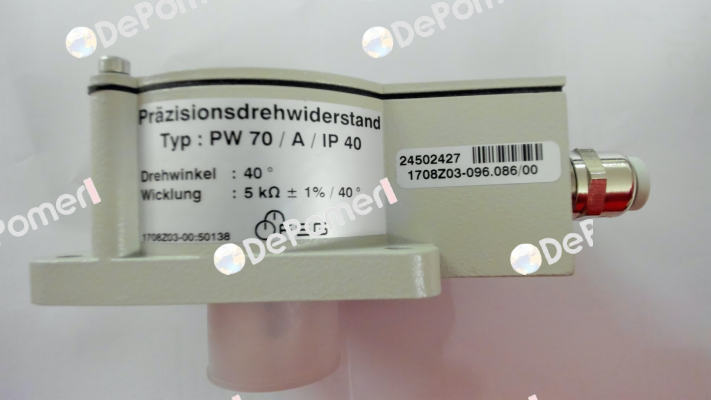 Präzisionsdrehwiderstand
Typ : PW 70 / A / IP 40
Drehwinkel : 40 °
Wicklung : 5 kΩ ± 1% / 40 °
1708Z03-00:50138
24502427
1708Z03-096.086/00
DePomer
DePomer
DePomer
DePomer
DePomer